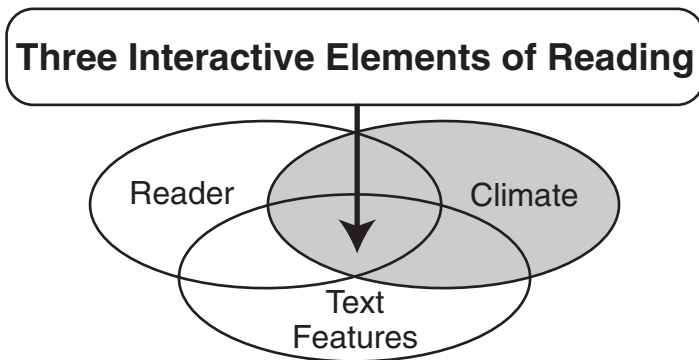 Three Interactive Elements of Reading
Reader
Climate
Text
Features